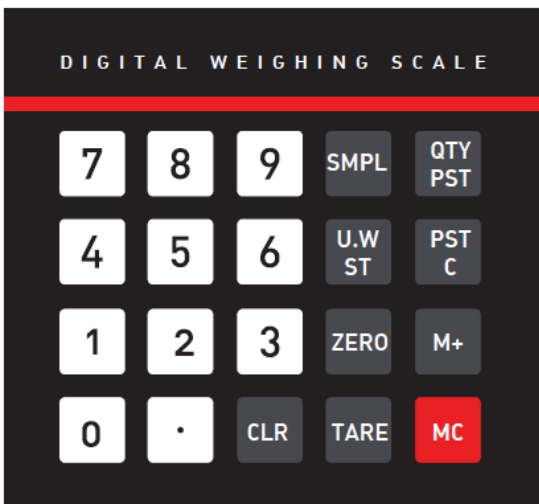 DIGITAL WEIGHING SCALE
7 8 9 SMPL QTY PST
4 5 6 U.W ST PST C
1 2 3 ZERO M+
0 . CLR TARE MC